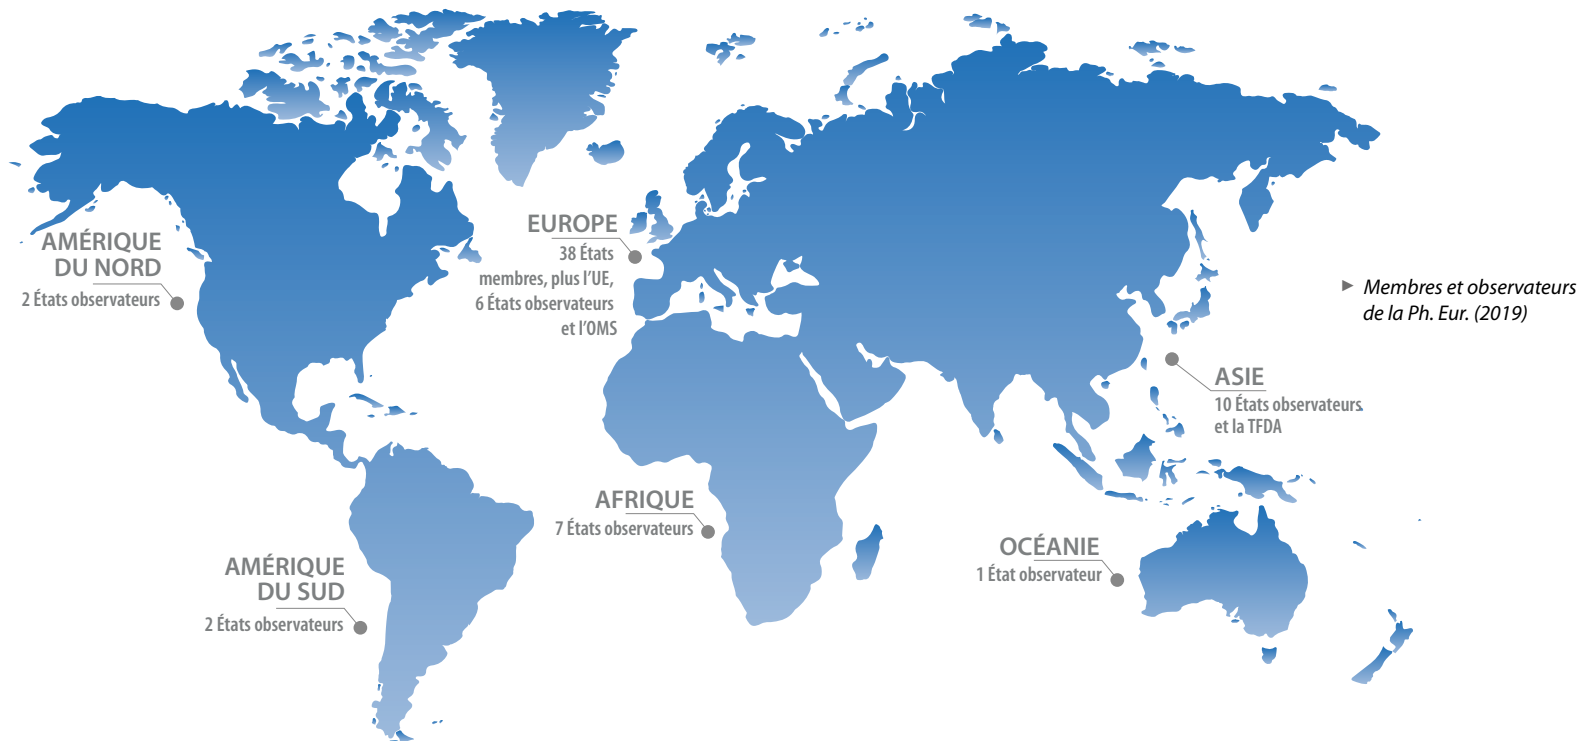 AMÉRIQUE
DU NORD
2 États observateurs
EUROPE
38 États
membres, plus l’UE,
6 États observateurs
et l’OMS
► Membres et observateurs
de la Ph. Eur. (2019)
ASIE
10 États observateurs
et la TFDA
AFRIQUE
7 États observateurs
OCÉANIE
1 État observateur
AMÉRIQUE
DU SUD
2 États observateurs